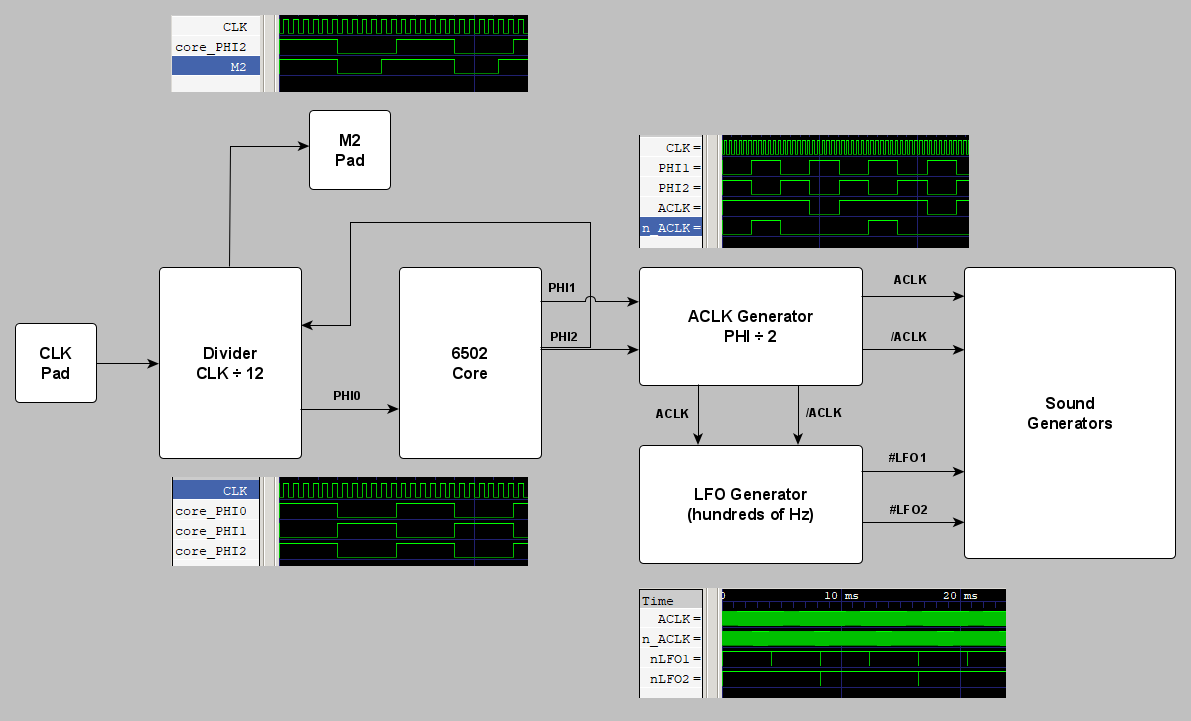 CLK
core_PHI2
M2
M2
Pad
CLK =
PHI1 =
PHI2 =
ACLK =
n_ACLK =
CLK
Pad
Divider
CLK ÷ 12
PHI0
6502
Core
PHI1
PHI2
ACLK Generator
PHI ÷ 2
ACLK
/ACLK
ACLK
/ACLK
Sound
Generators
LFO Generator
(hundreds of Hz)
#LFO1
#LFO2
CLK
core_PHI0
core_PHI1
core_PHI2
Time
0 10 ms 20 ms
ACLK =
n_ACLK =
nLFO1 =
nLFO2 =